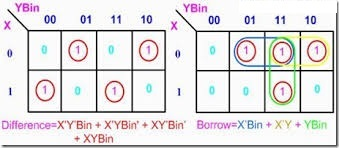 YBin YBin
X 00 01 11 10 X 00 01 11 10
0 0 1 0 1 0 0 1 1 1
1 1 0 1 0 1 0 0 1 0
Difference=X'Y'Bin + X'YBin' + XY'Bin' Borrow=X'Bin + X'Y + YBin
+ XYBin